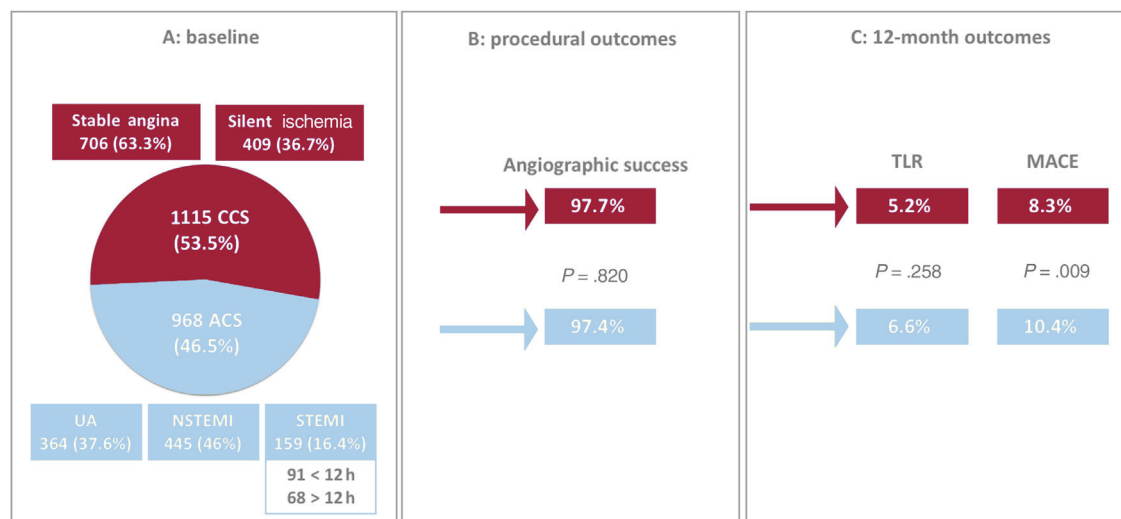 A: baseline
Stable angina
706 (63.3%)
Silent ischemia
409 (36.7%)
1115 CCS
(53.5%)
968 ACS
(46.5%)
UA
364 (37.6%)
NSTEMI
445 (46%)
STEMI
159 (16.4%)
91 < 12 h
68 > 12 h
B: procedural outcomes
Angiographic success
97.7%
P = .820
97.4%
C: 12-month outcomes
TLR
5.2%
P = .258
6.6%
MACE
8.3%
P = .009
10.4%